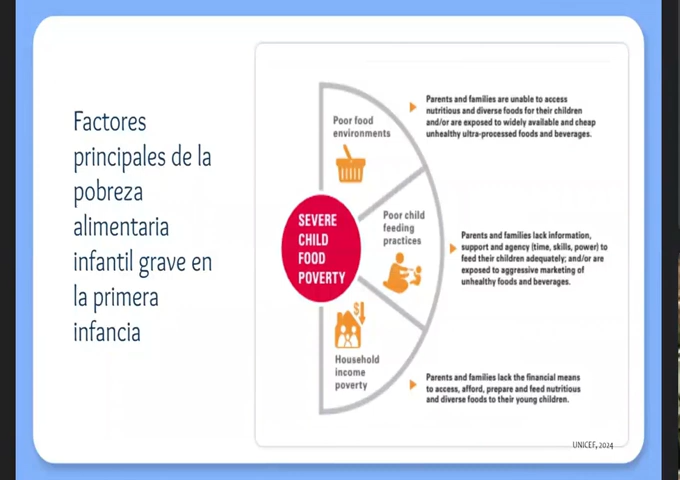 Factores
principales de la
pobreza
alimentaria
infantil grave en
la primera
infancia
SEVERE
CHILD
FOOD
POVERTY
Poor food
environments
Parents and families are unable to access
nutritious and diverse foods for their children
and/or are exposed to widely available and cheap
unhealthy ultra-processed foods and beverages.
Poor child
feeding
practices
Parents and families lack information,
support and agency (time, skills, power) to
feed their children adequately; and/or are
exposed to aggressive marketing of
unhealthy foods and beverages.
$
Household
income
poverty
Parents and families lack the financial means
to access, afford, prepare and feed nutritious
and diverse foods to their young children.
UNICEF, 2024